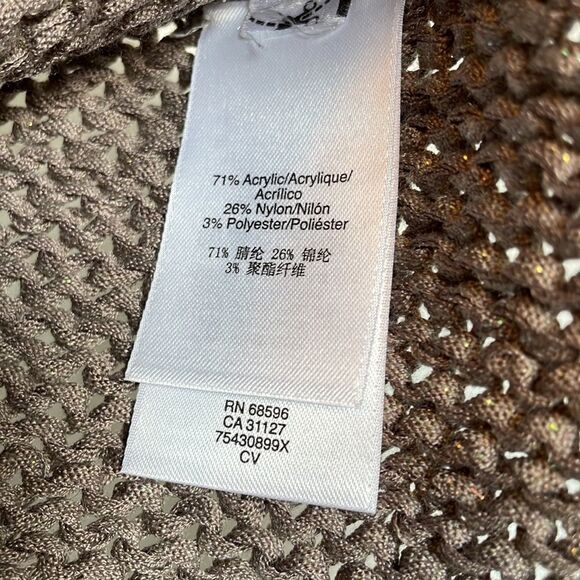 71% Acrylic/Acrylique/
Acrílico
26% Nylon/Nilón
3% Polyester/Poliéster
71% 腈纶 26% 锦纶
3% 聚酯纤维
RN 68596
CA 31127
75430899X
CV